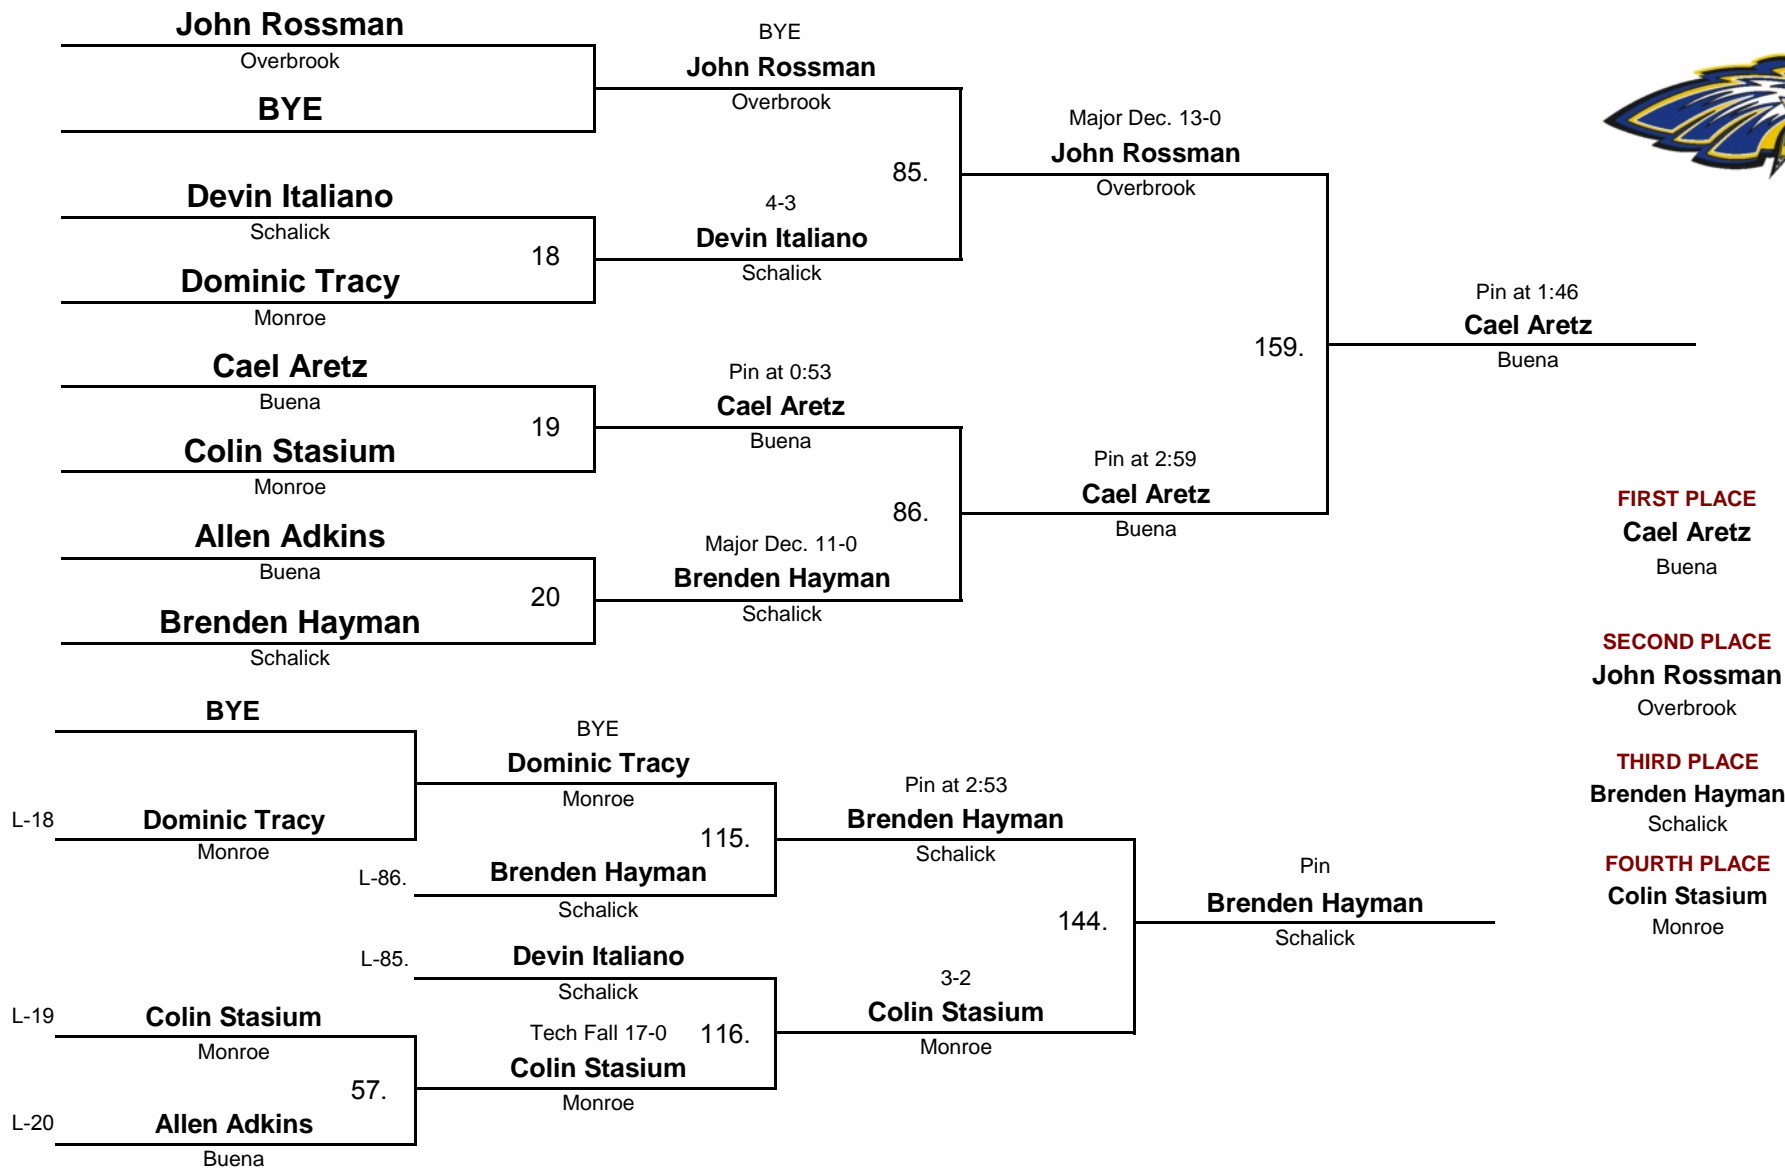 John Rossman
Overbrook
BYE
Devin Italiano
Schalick
18
Dominic Tracy
Monroe
Cael Aretz
Buena
19
Colin Stasium
Monroe
Allen Adkins
Buena
20
Brenden Hayman
Schalick
BYE
John Rossman
Overbrook
85.
4-3
Devin Italiano
Schalick
Pin at 0:53
Cael Aretz
Buena
86.
Major Dec. 11-0
Brenden Hayman
Schalick
Major Dec. 13-0
John Rossman
Overbrook
159.
Pin at 2:59
Cael Aretz
Buena
Pin at 1:46
Cael Aretz
Buena
FIRST PLACE
Cael Aretz
Buena
SECOND PLACE
John Rossman
Overbrook
THIRD PLACE
Brenden Hayman
Schalick
FOURTH PLACE
Colin Stasium
Monroe
BYE
L-18 Dominic Tracy
Monroe
L-19 Colin Stasium
Monroe
57.
L-20 Allen Adkins
Buena
BYE
Dominic Tracy
Monroe
115.
L-86. Brenden Hayman
Schalick
L-85. Devin Italiano
Schalick
Tech Fall 17-0 116.
Colin Stasium
Monroe
Pin at 2:53
Brenden Hayman
Schalick
144.
3-2
Colin Stasium
Monroe
Pin
Brenden Hayman
Schalick